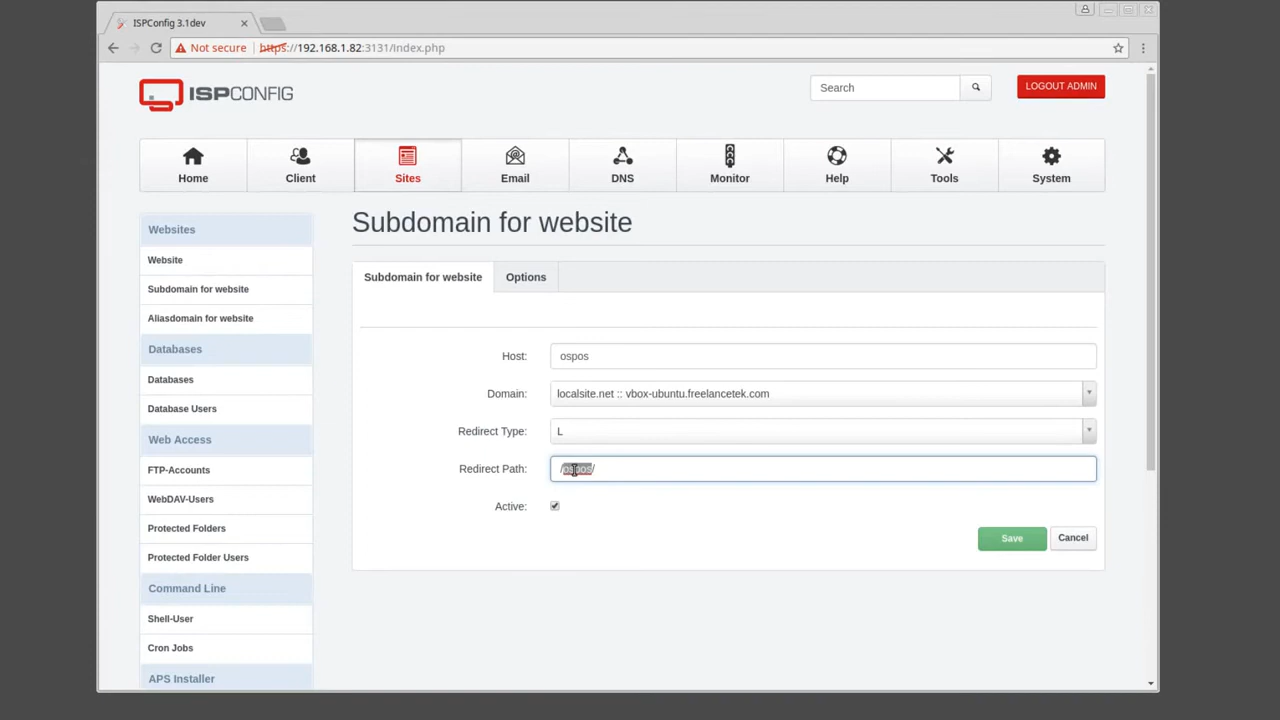 ISPConfig 3.1dev
Not secure https://192.168.1.82:3131/index.php
ISPCONFIG
Search
LOGOUT ADMIN
Home Client Sites Email DNS Monitor Help Tools System
Websites
Website
Subdomain for website
Aliasdomain for website
Databases
Databases
Database Users
Web Access
FTP-Accounts
WebDAV-Users
Protected Folders
Protected Folder Users
Command Line
Shell-User
Cron Jobs
APS Installer
Subdomain for website
Subdomain for website Options
Host: ospos
Domain: localsite.net :: vbox-ubuntu.freelancetek.com
Redirect Type: L
Redirect Path: /ospos/
Active:
Save Cancel